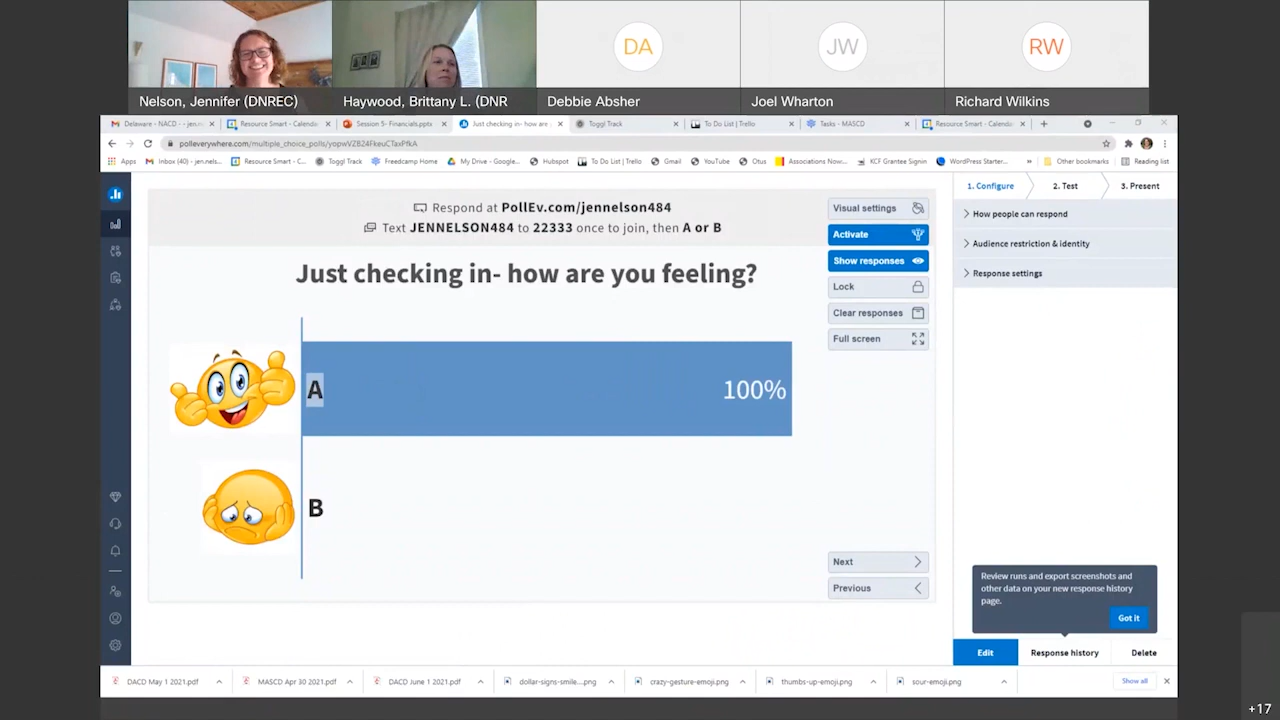 DA
JW
RW
Nelson, Jennifer (DNREC)
Haywood, Brittany L. (DNR
Debbie Absher
Joel Wharton
Richard Wilkins
Delaware - NACD - - jen.n
Resource Smart - Calenda
Session 5- Financials.pptx
Just checking in- how are
Toggl Track
To Do List | Trello
Tasks - MASCD
Resource Smart - Calenda
polleverywhere.com/multiple_choice_polls/yopwVZB24FkeuCTaxPfkA
Apps
Inbox (40) - jen.nels...
Resource Smart - C...
Toggl Track
Freedcamp Home
My Drive - Google...
Hubspot
To Do List | Trello
Gmail
YouTube
Otus
Associations Now:...
KCF Grantee Signin
WordPress Starter...
»
Other bookmarks
Reading list
Respond at PollEv.com/jennelson484
Text JENNELSON484 to 22333 once to join, then A or B
Just checking in- how are you feeling?
A
100%
B
Visual settings
Activate
Show responses
Lock
Clear responses
Full screen
Next
Previous
1. Configure
2. Test
3. Present
How people can respond
Audience restriction & identity
Response settings
Review runs and export screenshots and
other data on your new response history
page.
Got it
Edit
Response history
Delete
DACD May 1 2021.pdf
MASCD Apr 30 2021.pdf
DACD June 1 2021.pdf
dollar-signs-smile....png
crazy-gesture-emoji.png
thumbs-up-emoji.png
sour-emoji.png
Show all
+17